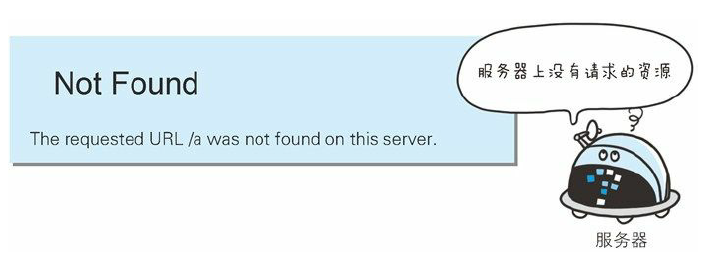 Not Found
服务器上没有请求的资源
The requested URL /a was not found on this server.
服务器